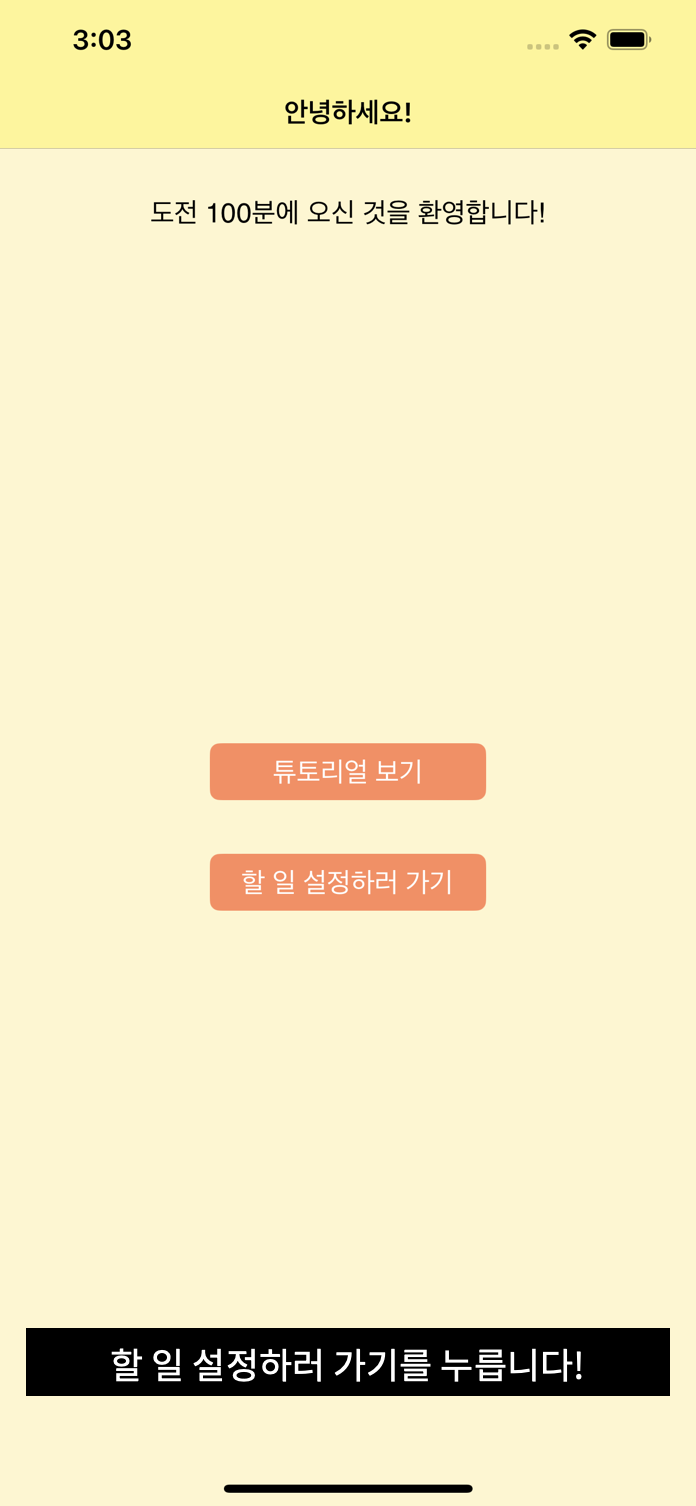 3:03
안녕하세요!
도전 100분에 오신 것을 환영합니다!
튜토리얼 보기
할 일 설정하러 가기
할 일 설정하러 가기를 누릅니다!